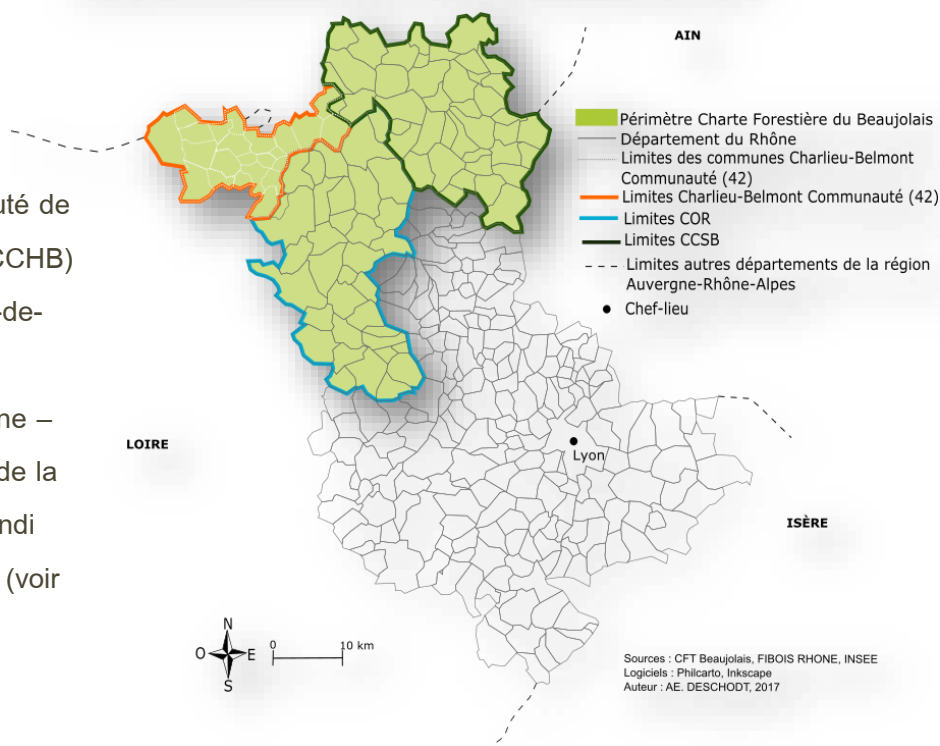 AIN
Périmètre Charte Forestière du Beaujolais
Département du Rhône
Limites des communes Charlieu-Belmont
Communauté (42)
Limites Charlieu-Belmont Communauté (42)
Limites COR
Limites CCSB
Limites autres départements de la région
Auvergne-Rhône-Alpes
Chef-lieu
uté de
CCHB)
-de-
ne –
de la
ndi
(voir
LOIRE
Lyon
ISÈRE
N
O E
S
0 10 km
Sources : CFT Beaujolais, FIBOIS RHONE, INSEE
Logiciels : Philcarto, Inkscape
Auteur : AE. DESCHODT, 2017